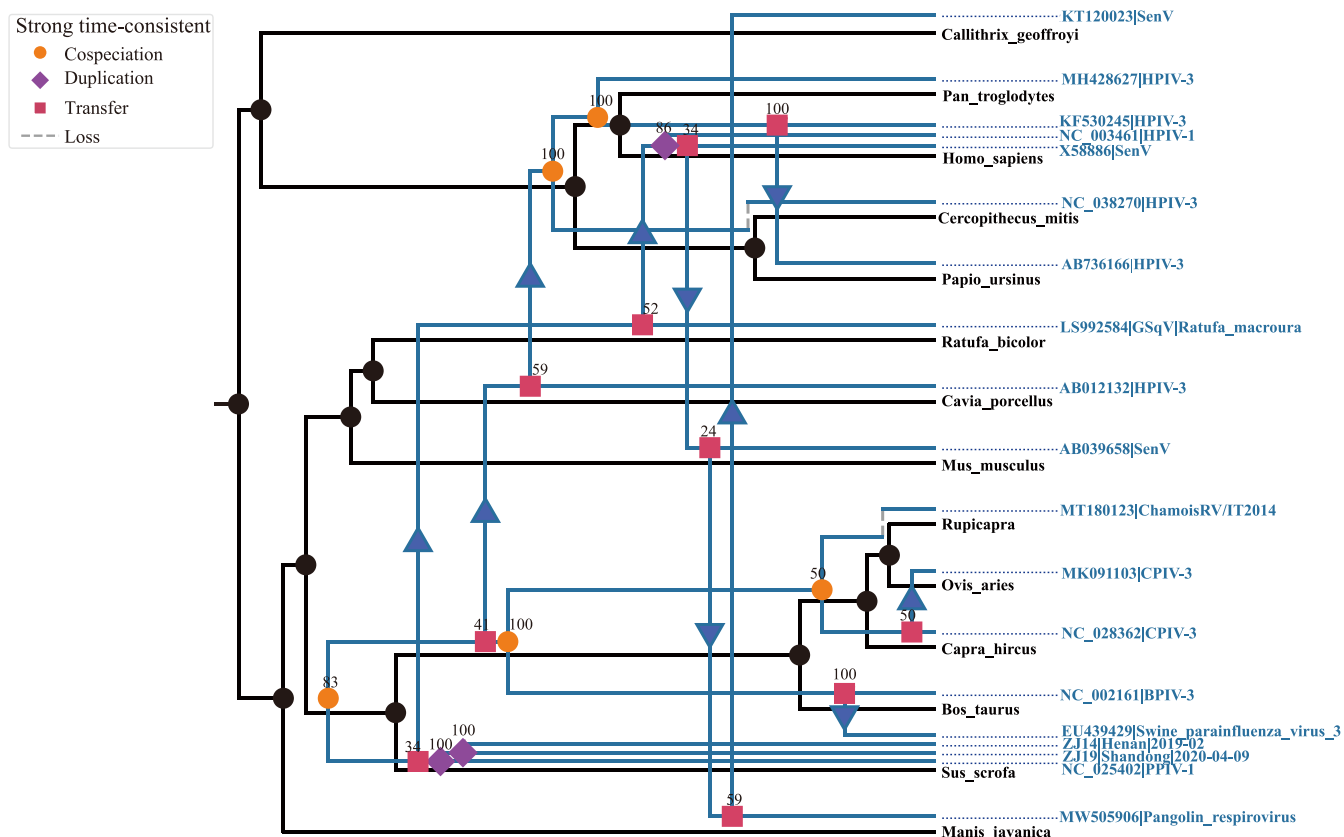 Strong time-consistent
Cospeciation
Duplication
Transfer
Loss
KT120023|SenV
Callithrix_geoffroyi
MH428627|HPIV-3
Pan_troglodytes
100
100
KF530245|HPIV-3
86
34
NC_003461|HPIV-1
X58886|SenV
Homo_sapiens
100
NC_038270|HPIV-3
Cercopithecus_mitis
AB736166|HPIV-3
Papio_ursinus
52
LS992584|GSqV|Ratufa_macroura
Ratufa_bicolor
59
AB012132|HPIV-3
Cavia_porcellus
24
AB039658|SenV
Mus_musculus
MT180123|ChamoisRV/IT2014
Rupicapra
50
MK091103|CPIV-3
Ovis_aries
50
41
100
NC_028362|CPIV-3
Capra_hircus
83
100
NC_002161|BPIV-3
Bos_taurus
EU439429|Swine_parainfluenza_virus_3
100
ZJ14|Henan|2019-02
34
100
ZJ19|Shandong|2020-04-09
Sus_scrofa
NC_025402|PPIV-1
59
MW505906|Pangolin_respirovirus
Manis_javanica